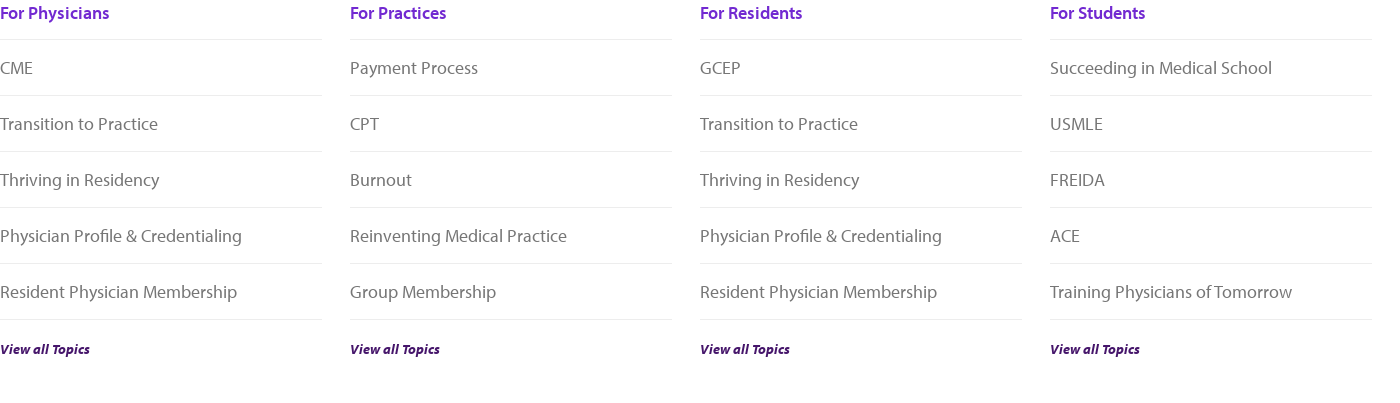 For Physicians
CME
Transition to Practice
Thriving in Residency
Physician Profile & Credentialing
Resident Physician Membership
View all Topics
For Practices
Payment Process
CPT
Burnout
Reinventing Medical Practice
Group Membership
View all Topics
For Residents
GCEP
Transition to Practice
Thriving in Residency
Physician Profile & Credentialing
Resident Physician Membership
View all Topics
For Students
Succeeding in Medical School
USMLE
FREIDA
ACE
Training Physicians of Tomorrow
View all Topics